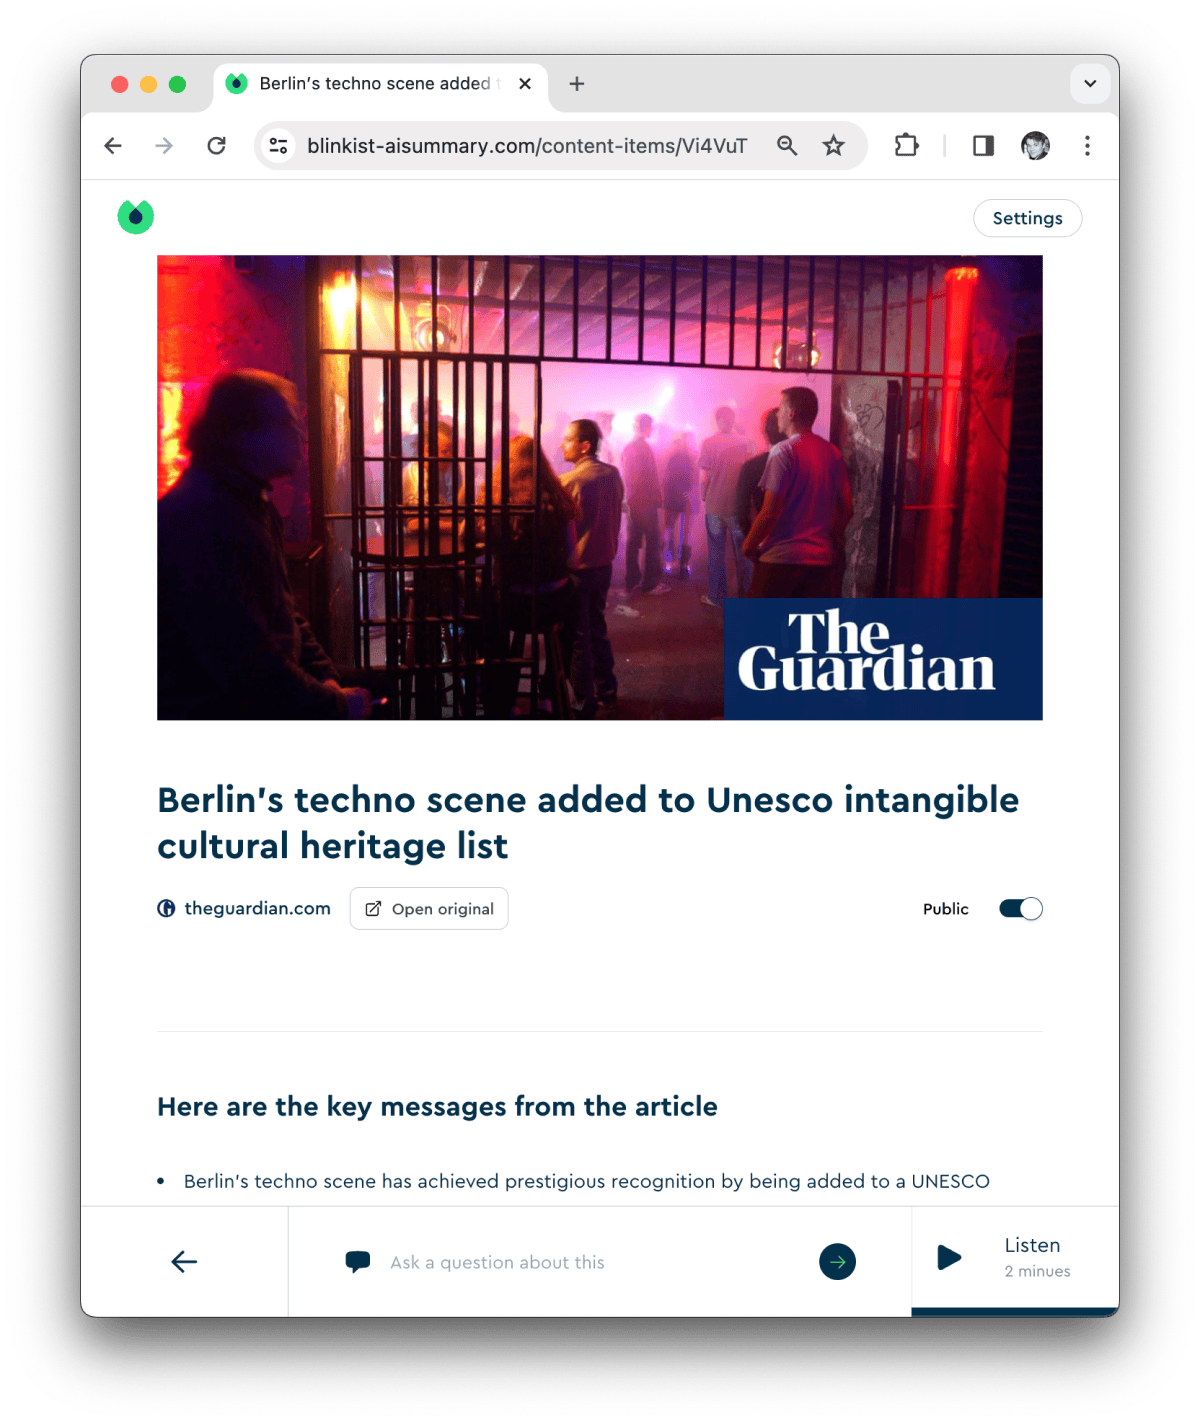 Berlin's techno scene added t
blinkist-aisummary.com/content-items/Vi4VuT
Settings
The
Guardian
Berlin's techno scene added to Unesco intangible
cultural heritage list
theguardian.com
Open original
Public
Here are the key messages from the article
• Berlin's techno scene has achieved prestigious recognition by being added to a UNESCO
Ask a question about this
Listen
2 minues